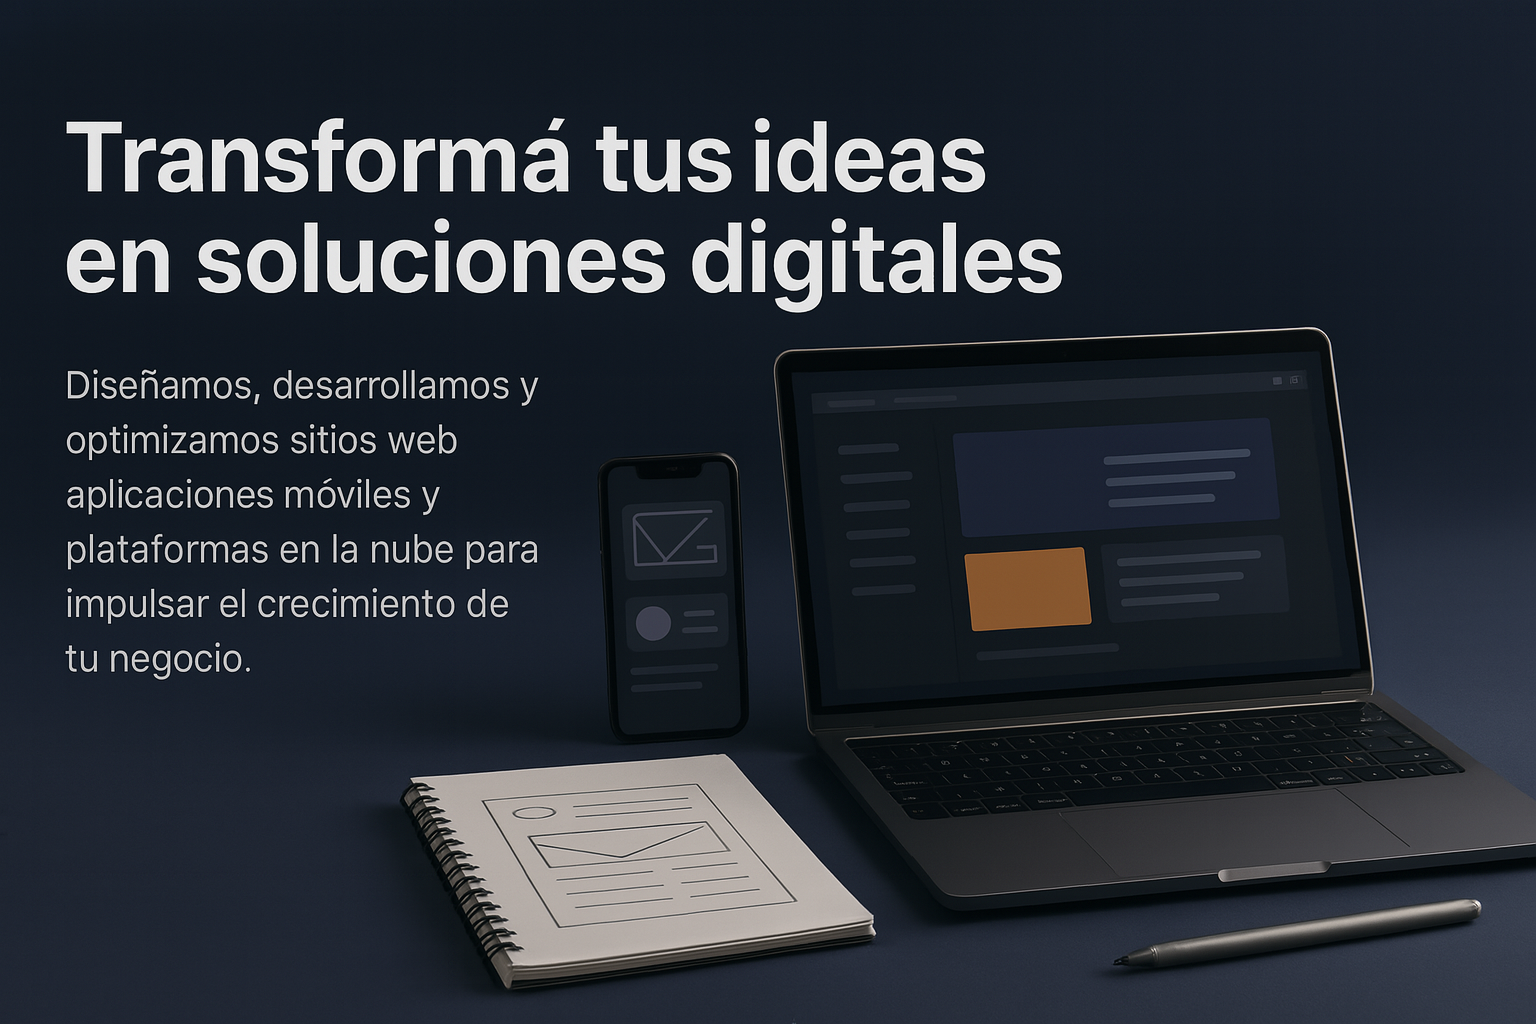 Transformá tus ideas
en soluciones digitales
Diseñamos, desarrollamos y
optimizamos sitios web
aplicaciones móviles y
plataformas en la nube para
impulsar el crecimiento de
tu negocio.